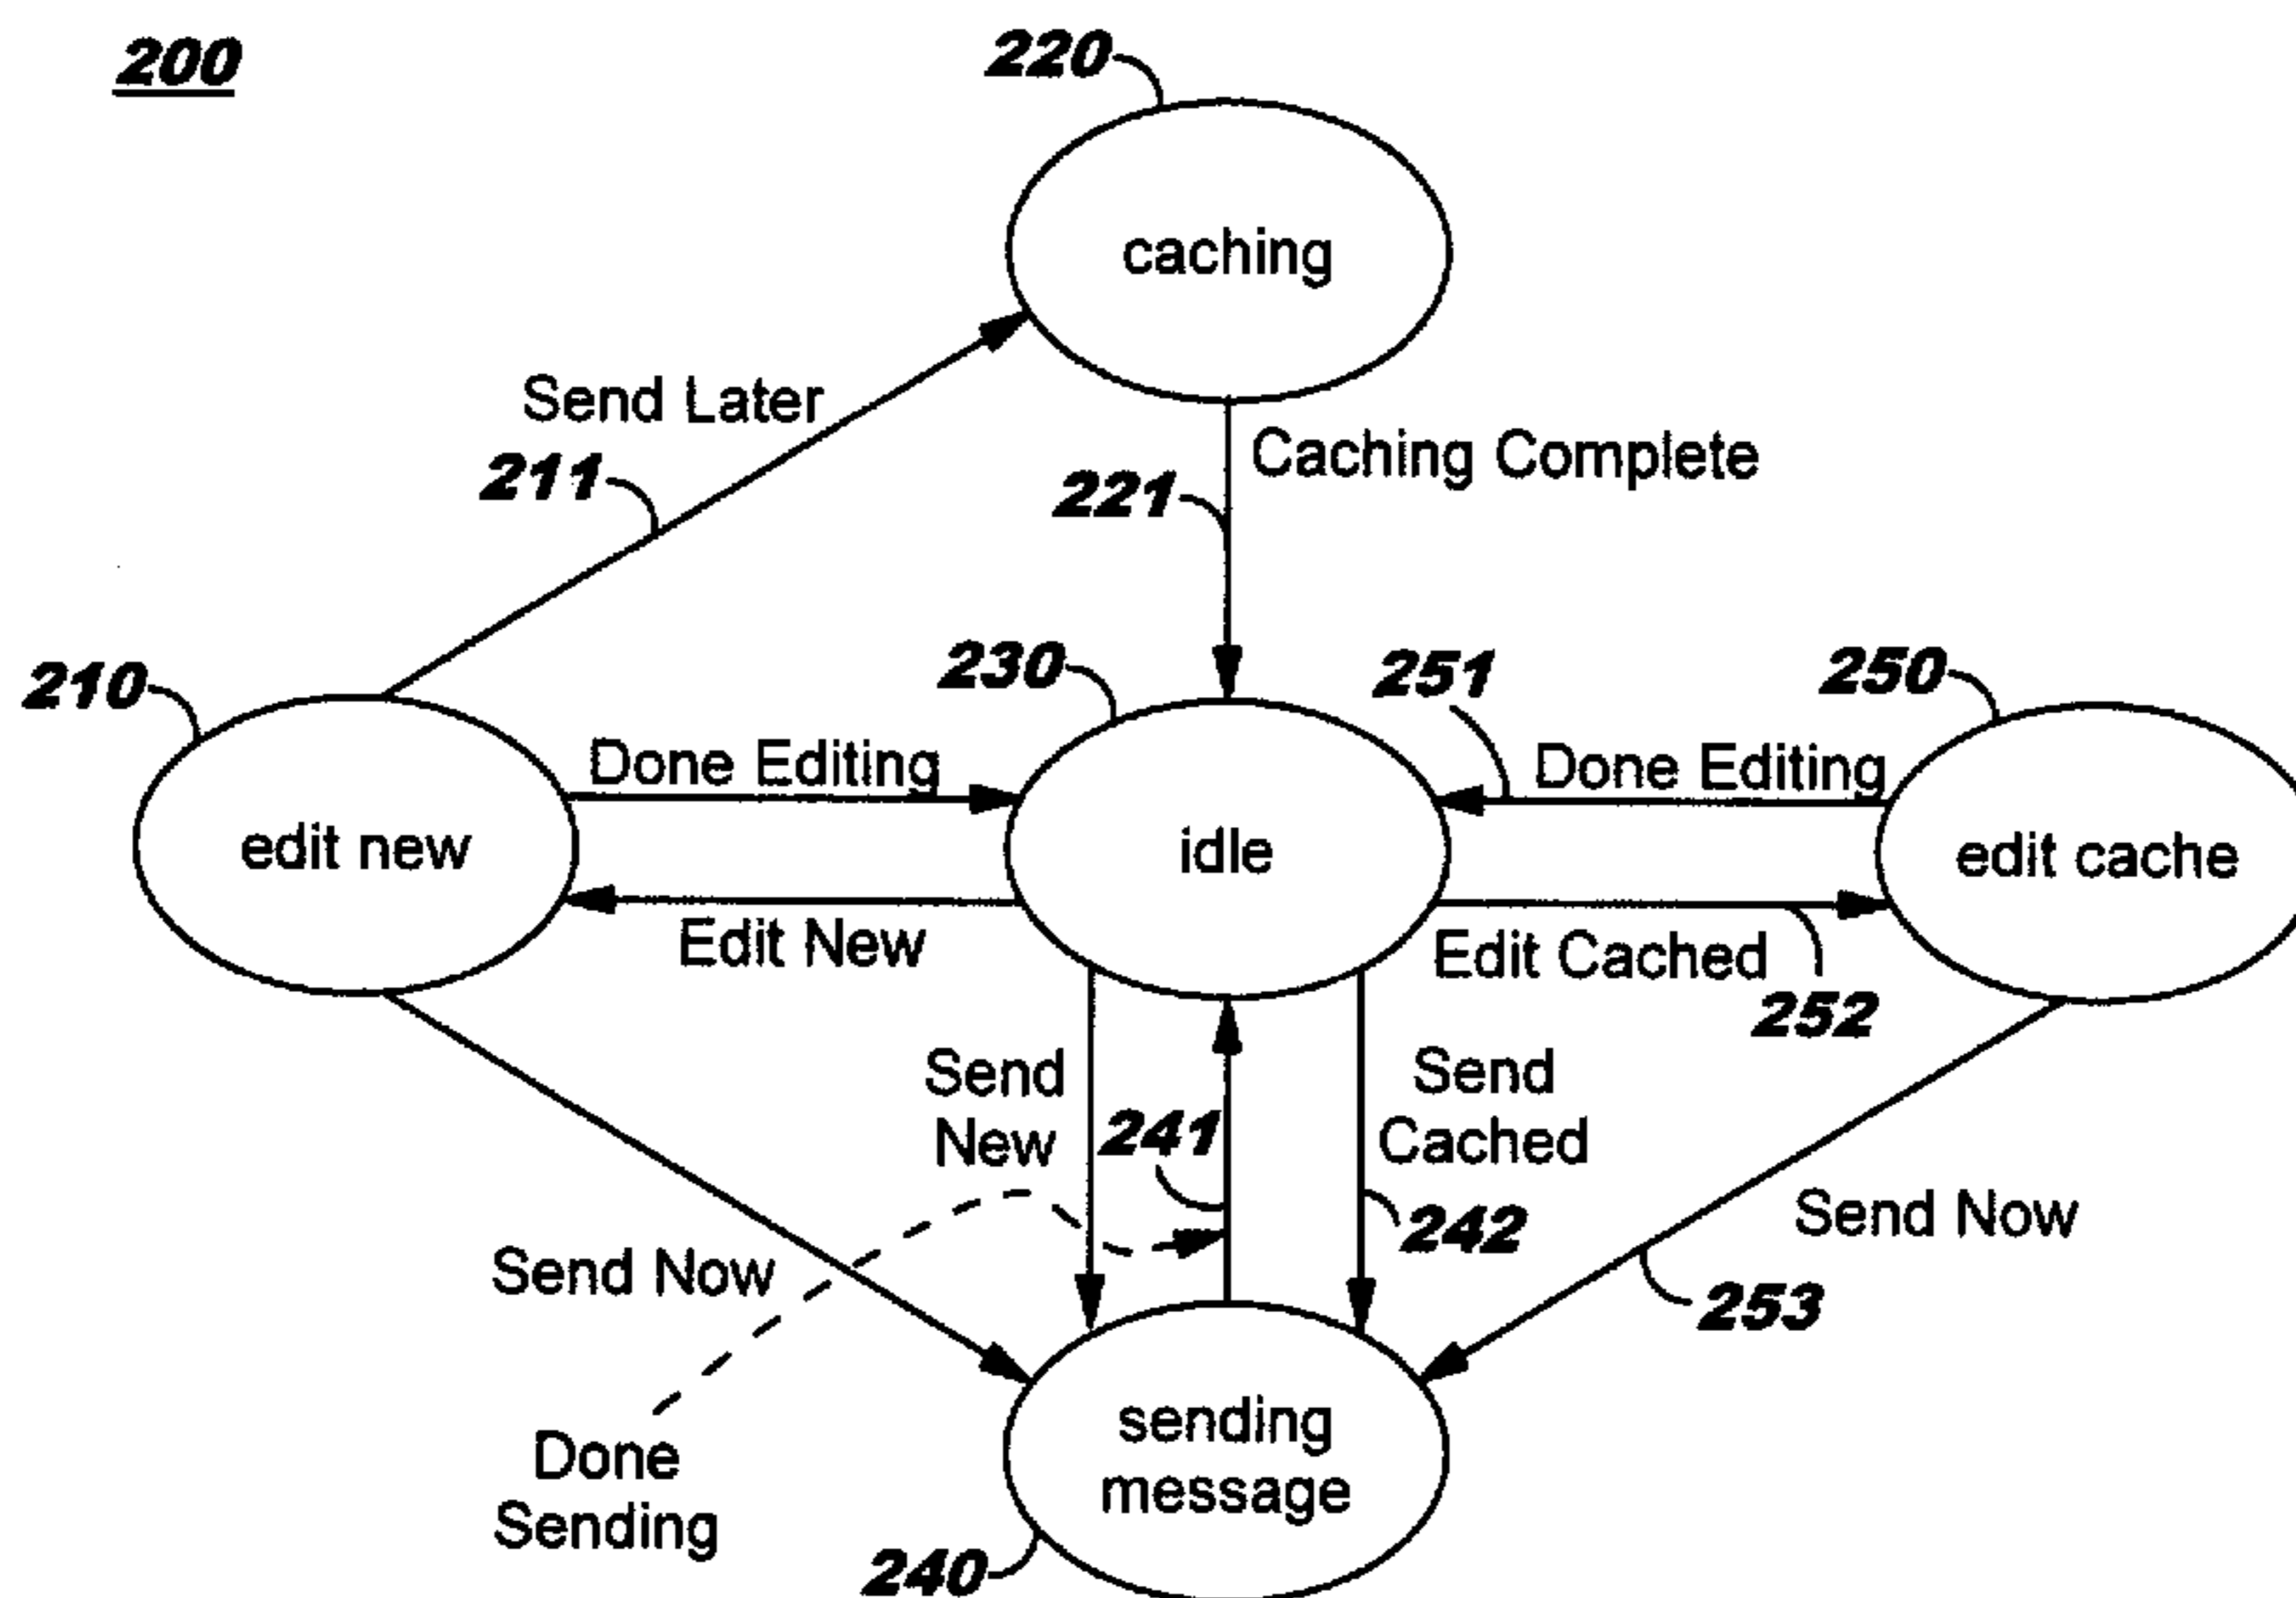 200
220
caching
Send Later
211
Caching Complete
221
210
230
251
250
Done Editing
Done Editing
edit new
idle
edit cache
Edit New
Edit Cached
252
Send
New
241
Send
Cached
242
Send Now
253
Send Now
Done
Sending
sending
message
240